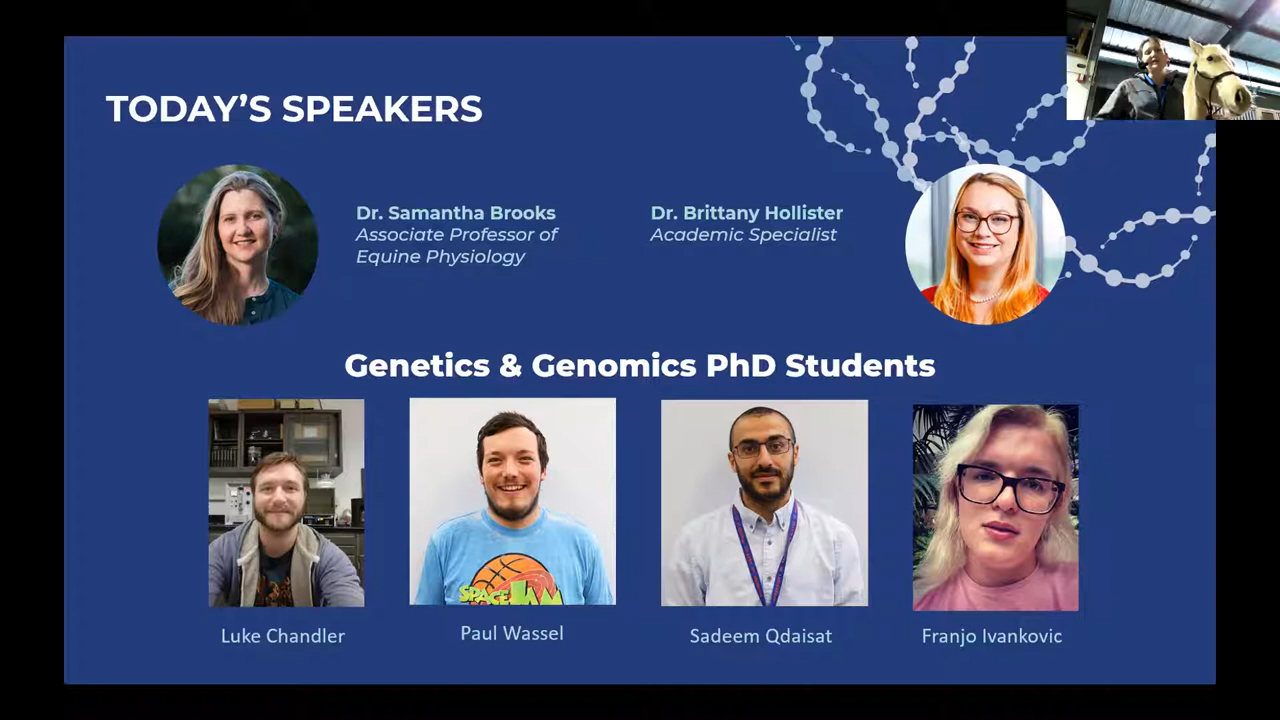 TODAY’S SPEAKERS
Dr. Samantha Brooks
Associate Professor of
Equine Physiology
Dr. Brittany Hollister
Academic Specialist
Genetics & Genomics PhD Students
SPACE JAM
Luke Chandler
Paul Wassel
Sadeem Qdaisat
Franjo Ivankovic